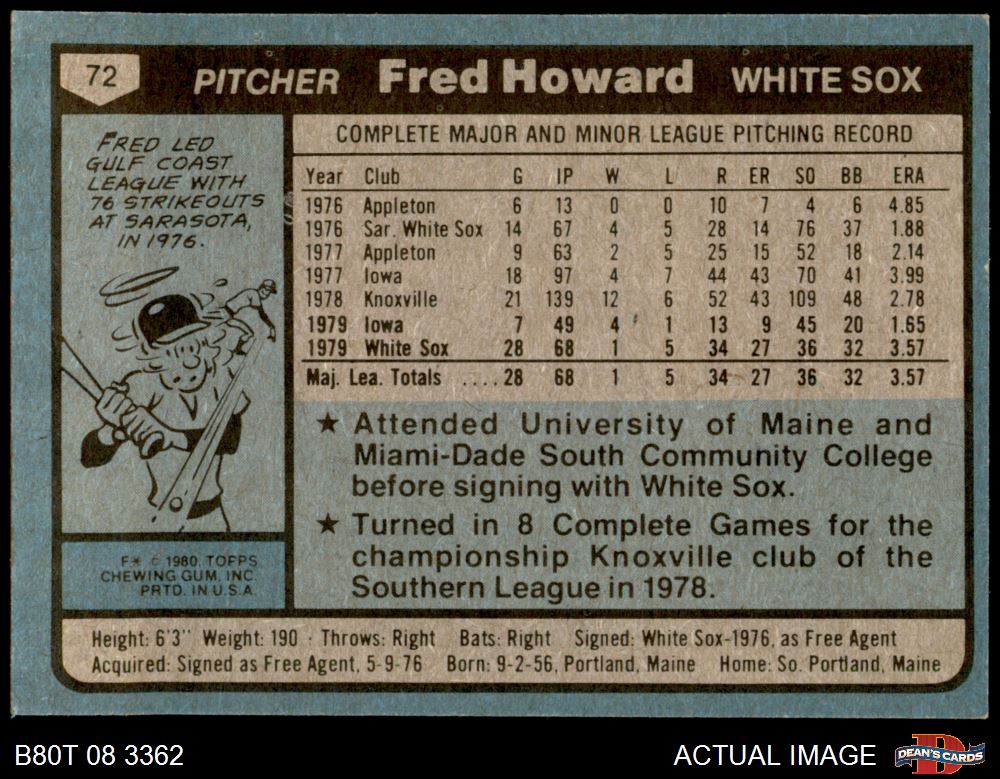 72 PITCHER Fred Howard WHITE SOX
FRED LED
GULF COAST
LEAGUE WITH
76 STRIKEOUTS
AT SARASOTA,
IN 1976.
F✳ © 1980, TOPPS
CHEWING GUM, INC.
PRTD. IN U.S.A.
COMPLETE MAJOR AND MINOR LEAGUE PITCHING RECORD
Year Club G IP W L R ER SO BB ERA
1976 Appleton 6 13 0 0 10 7 4 6 4.85
1976 Sar. White Sox 14 67 4 5 28 14 76 37 1.88
1977 Appleton 9 63 2 5 25 15 52 18 2.14
1977 Iowa 18 97 4 7 44 43 70 41 3.99
1978 Knoxville 21 139 12 6 52 43 109 48 2.78
1979 Iowa 7 49 4 1 13 9 45 20 1.65
1979 White Sox 28 68 1 5 34 27 36 32 3.57
Maj. Lea. Totals ....28 68 1 5 34 27 36 32 3.57
★ Attended University of Maine and
Miami-Dade South Community College
before signing with White Sox.
★ Turned in 8 Complete Games for the
championship Knoxville club of the
Southern League in 1978.
Height: 6'3" Weight: 190 · Throws: Right Bats: Right Signed: White Sox-1976, as Free Agent
Acquired: Signed as Free Agent, 5-9-76 Born: 9-2-56, Portland, Maine Home: So. Portland, Maine
B80T 08 3362 ACTUAL IMAGE D DEAN'S CARDS